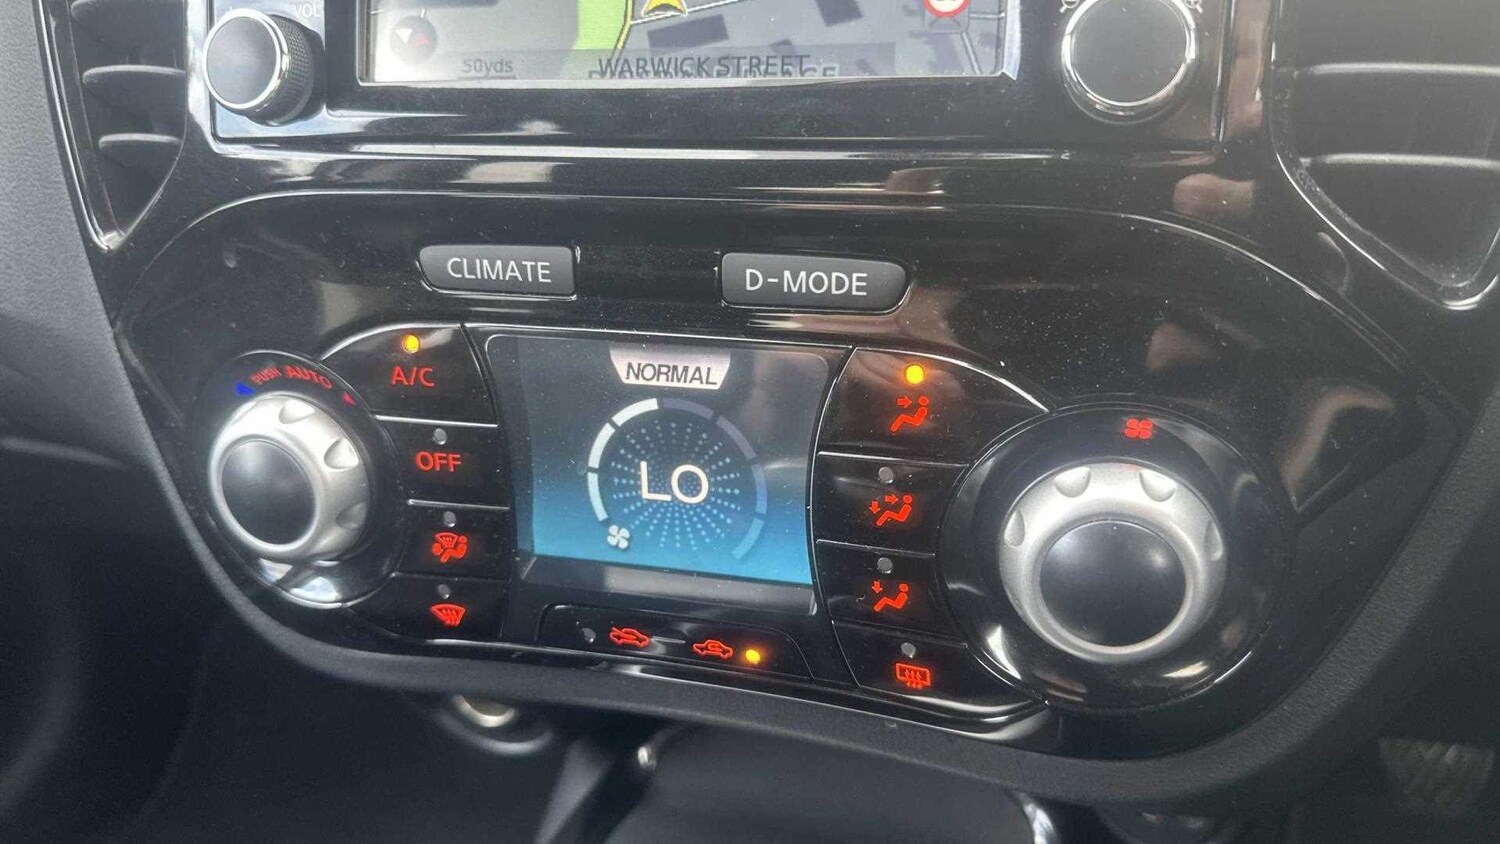 VOL
50yds
WARWICK STREET
CLIMATE
D-MODE
PUSH AUTO
A/C
OFF
NORMAL
LO